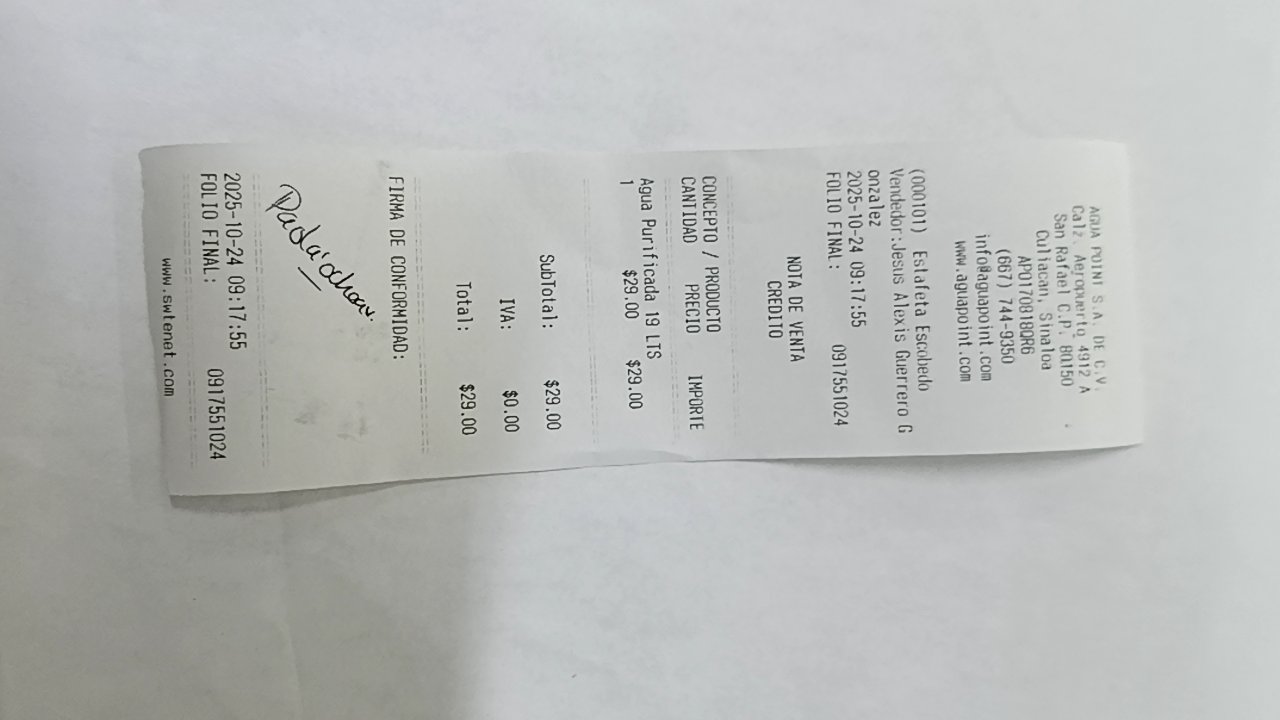 AGUA POINT S.A. DE C.V.
Calz. Aeropuerto 4912 A
San Rafael C.P. 80150
Culiacan, Sinaloa
APO170818QR6
(667) 744-9350
info@aguapoint.com
www.aguapoint.com
(000101) Estafeta Escobedo
Vendedor:Jesus Alexis Guerrero G
onzalez
2025-10-24 09:17:55
FOLIO FINAL: 0917551024
NOTA DE VENTA
CREDITO
CONCEPTO / PRODUCTO
CANTIDAD PRECIO IMPORTE
Agua Purificada 19 LTS
1 $29.00 $29.00
SubTotal: $29.00
IVA: $0.00
Total: $29.00
FIRMA DE CONFORMIDAD:
2025-10-24 09:17:55
FOLIO FINAL: 0917551024
www.swtenet.com